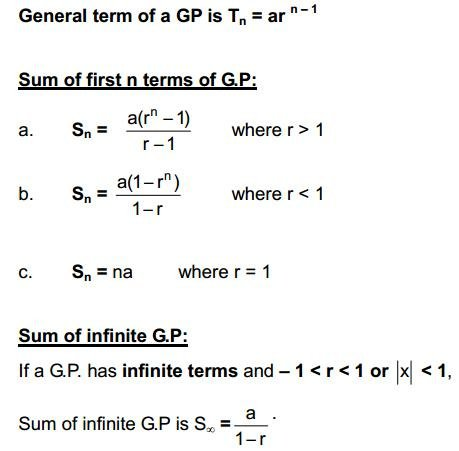 General term of a GP is Tₙ = ar ⁿ⁻¹
Sum of first n terms of G.P:
a. Sₙ = a(rⁿ – 1) / r – 1 where r > 1
b. Sₙ = a(1–rⁿ) / 1–r where r < 1
c. Sₙ = na where r = 1
Sum of infinite G.P:
If a G.P. has infinite terms and – 1 < r < 1 or |x| < 1,
Sum of infinite G.P is S∞ = a / 1–r .